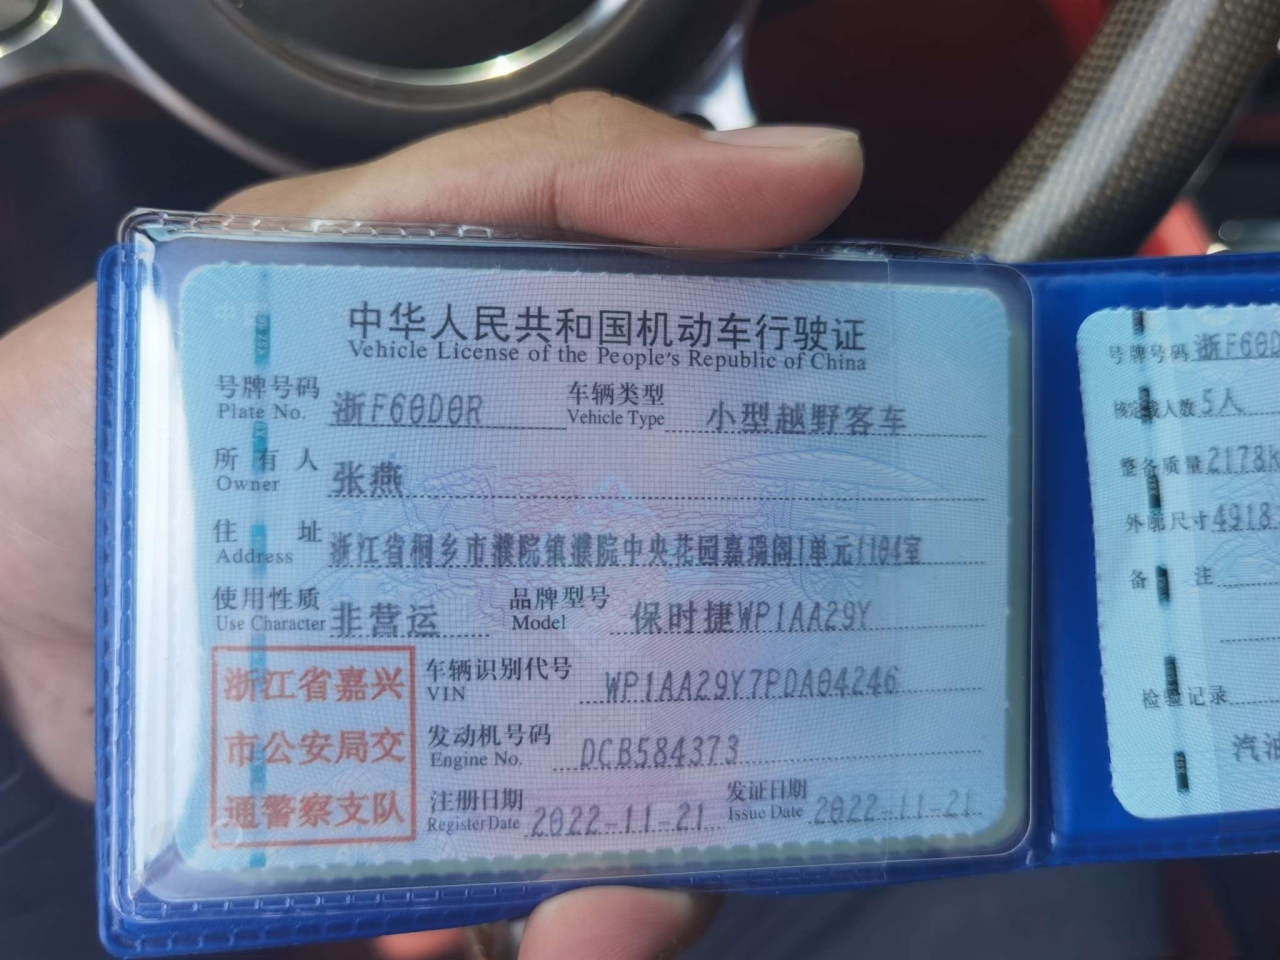 中华人民共和国机动车行驶证
Vehicle License of the People's Republic of China
号牌号码 浙F60D0R 车辆类型 小型越野客车
Plate No. Vehicle Type
所有人 张燕
Owner
住址 浙江省桐乡市濮院镇濮院中央花园嘉瑞阁1单元1104室
Address
使用性质 非营运 品牌型号 保时捷WP1AA29Y
Use Character Model
浙江省嘉兴
市公安局交
通警察支队
车辆识别代号 WP1AA29Y7PDA04246
VIN
发动机号码 DCB584373
Engine No.
注册日期 2022-11-21 发证日期 2022-11-21
Register Date Issue Date
号牌号码 浙F60D
核定载人数 5人
整备质量 2178k
外廓尺寸 4918
备注
检验记录
汽油